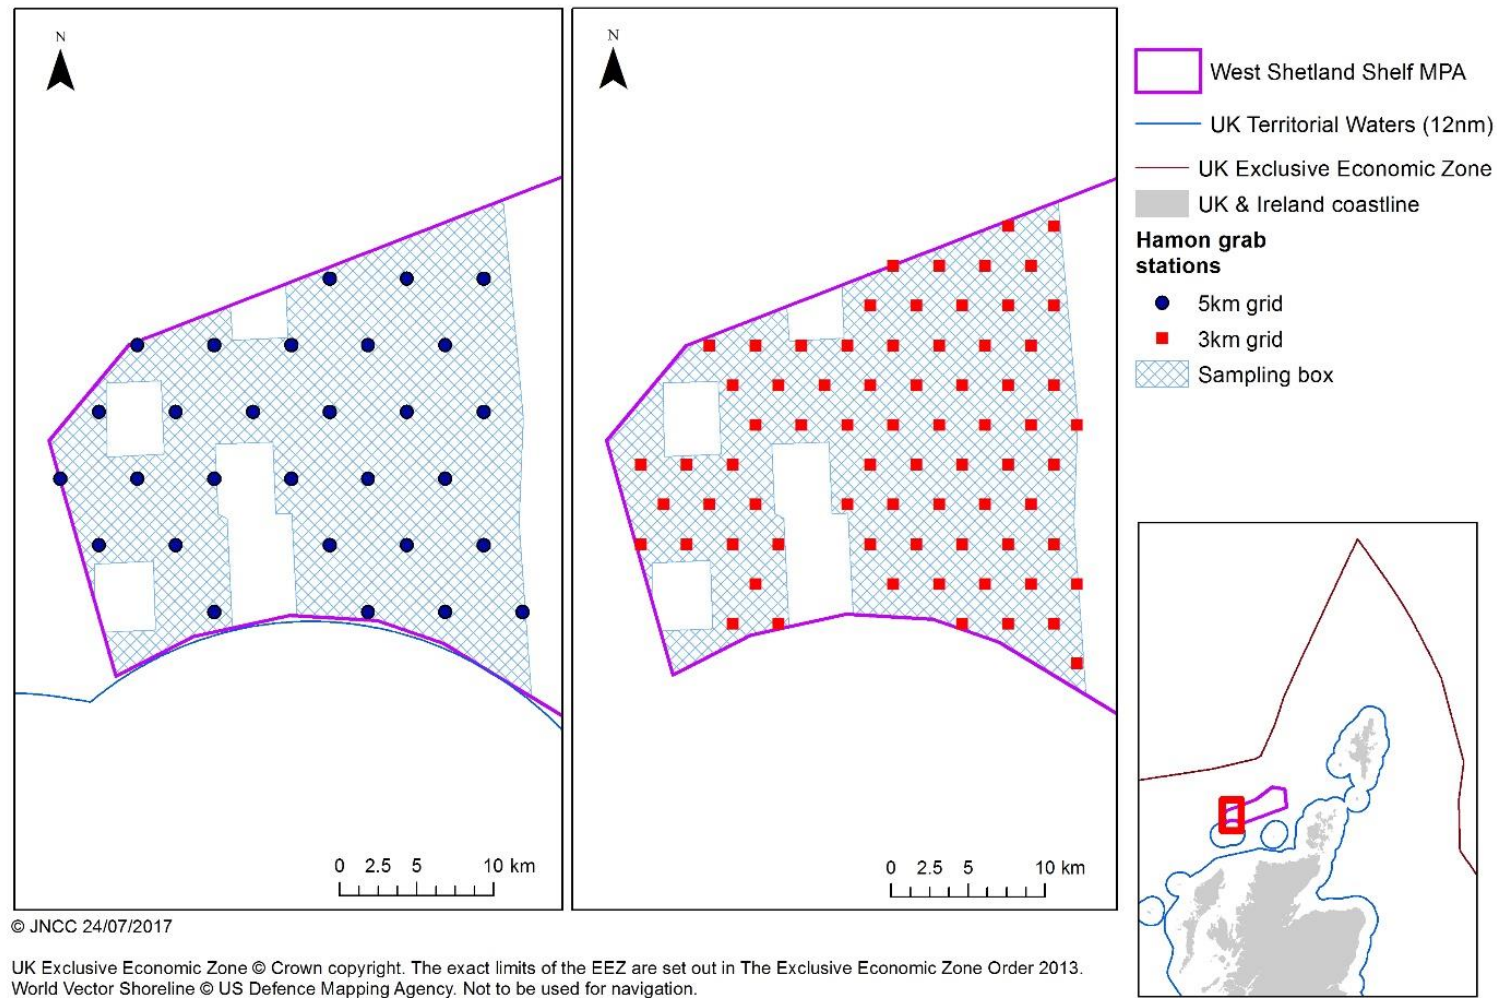 N
N
West Shetland Shelf MPA
UK Territorial Waters (12nm)
UK Exclusive Economic Zone
UK & Ireland coastline
Hamon grab
stations
5km grid
3km grid
Sampling box
0 2.5 5 10 km
0 2.5 5 10 km
© JNCC 24/07/2017
UK Exclusive Economic Zone © Crown copyright. The exact limits of the EEZ are set out in The Exclusive Economic Zone Order 2013.
World Vector Shoreline © US Defence Mapping Agency. Not to be used for navigation.